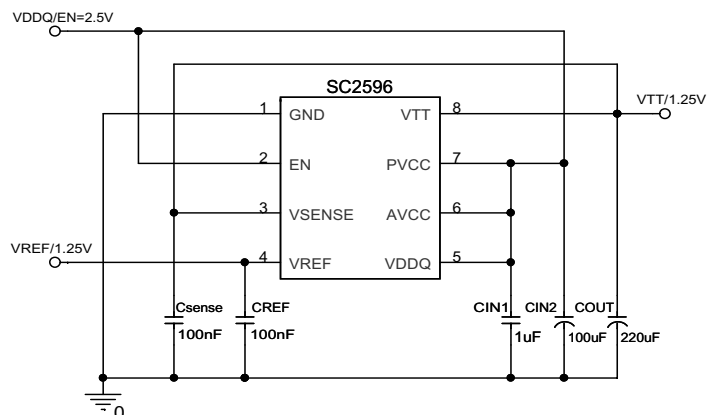 VDDQ/EN=2.5V
SC2596
VTT/1.25V
1 GND VTT 8
2 EN PVCC 7
3 VSENSE AVCC 6
VREF/1.25V
4 VREF VDDQ 5
Csense CREF CIN1 CIN2 COUT
100nF 100nF 1uF 100uF 220uF
0